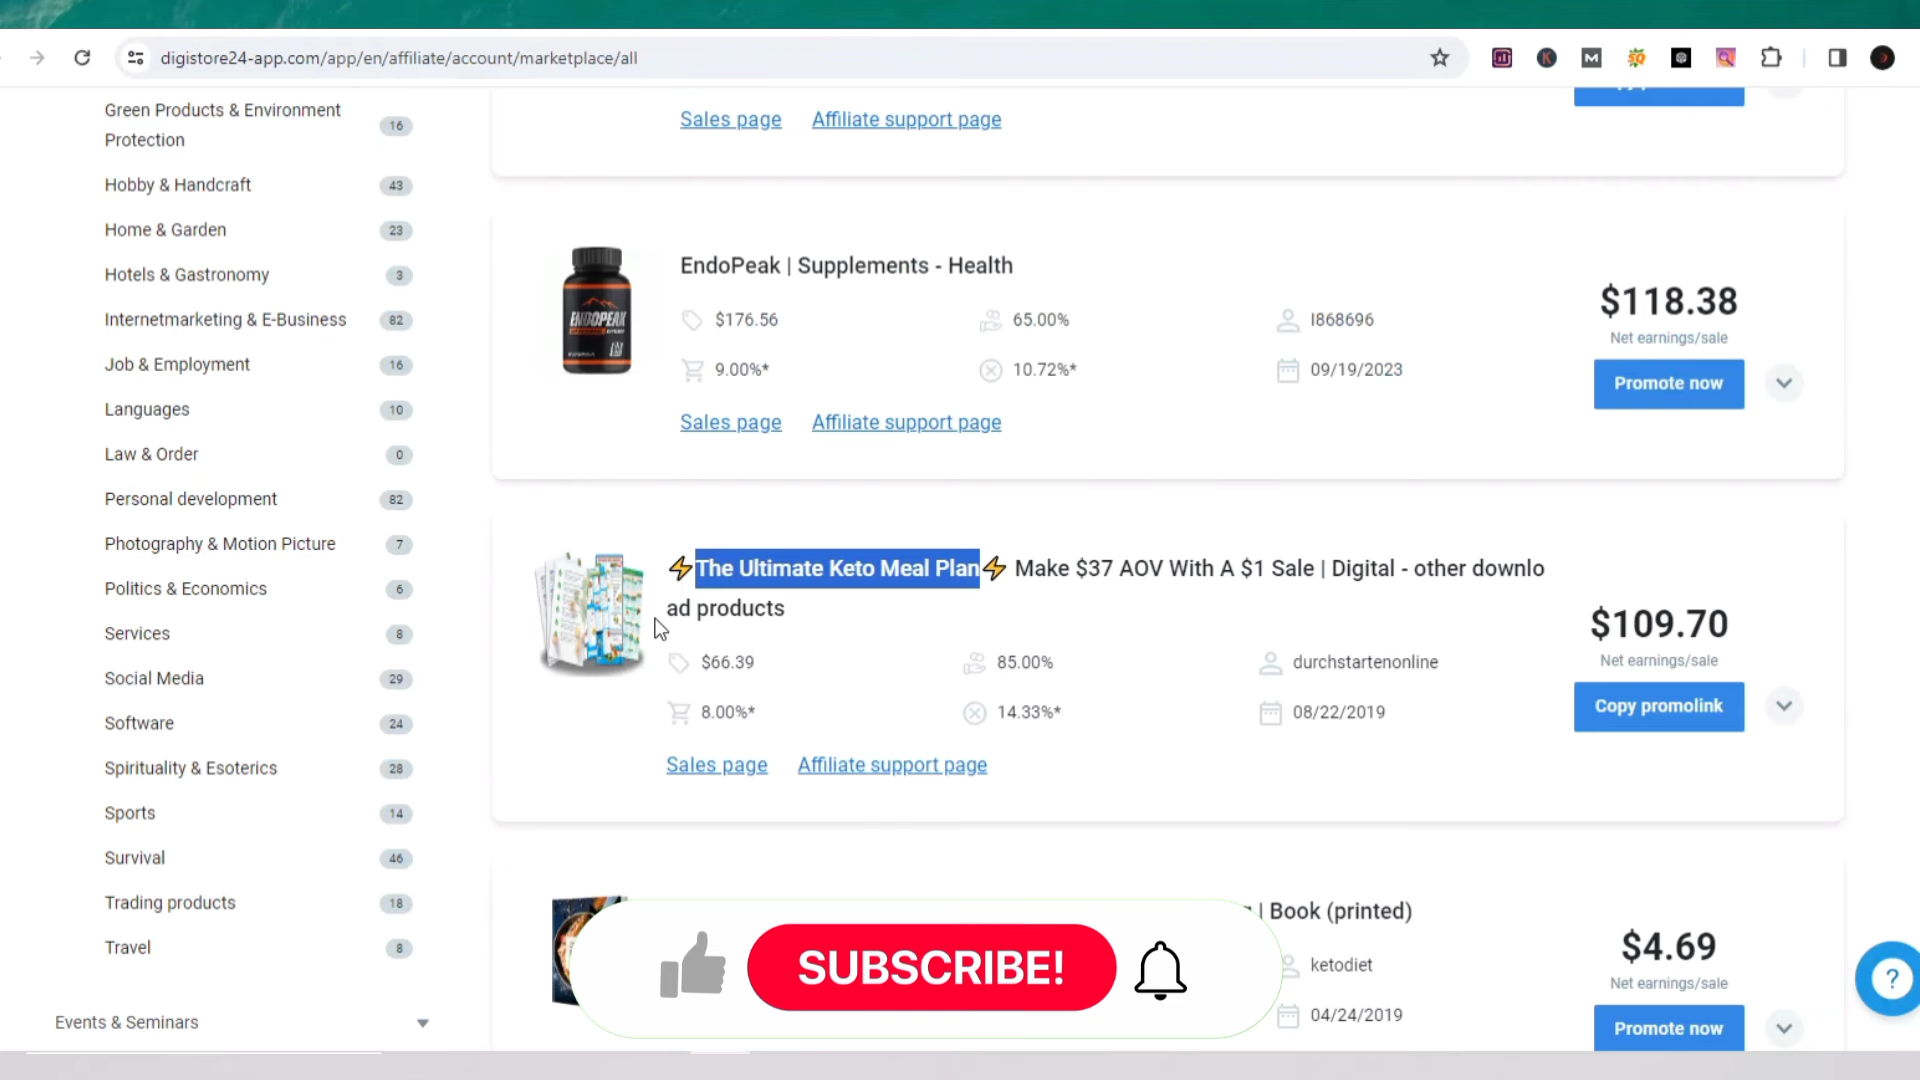 digistore24-app.com/app/en/affiliate/account/marketplace/all
Green Products & Environment
Protection
16
Hobby & Handcraft
43
Home & Garden
23
Hotels & Gastronomy
3
Internetmarketing & E-Business
82
Job & Employment
16
Languages
10
Law & Order
0
Personal development
82
Photography & Motion Picture
7
Politics & Economics
6
Services
8
Social Media
29
Software
24
Spirituality & Esoterics
28
Sports
14
Survival
46
Trading products
18
Travel
8
Events & Seminars
Sales page Affiliate support page
ENDOPEAK
EndoPeak | Supplements - Health
$176.56 65.00% I868696
9.00%* 10.72%* 09/19/2023
Sales page Affiliate support page
$118.38
Net earnings/sale
Promote now
⚡The Ultimate Keto Meal Plan⚡ Make $37 AOV With A $1 Sale | Digital - other downlo
ad products
$66.39 85.00% durchstartenonline
8.00%* 14.33%* 08/22/2019
Sales page Affiliate support page
$109.70
Net earnings/sale
Copy promolink
| Book (printed)
ketodiet
04/24/2019
$4.69
Net earnings/sale
Promote now
SUBSCRIBE!
?